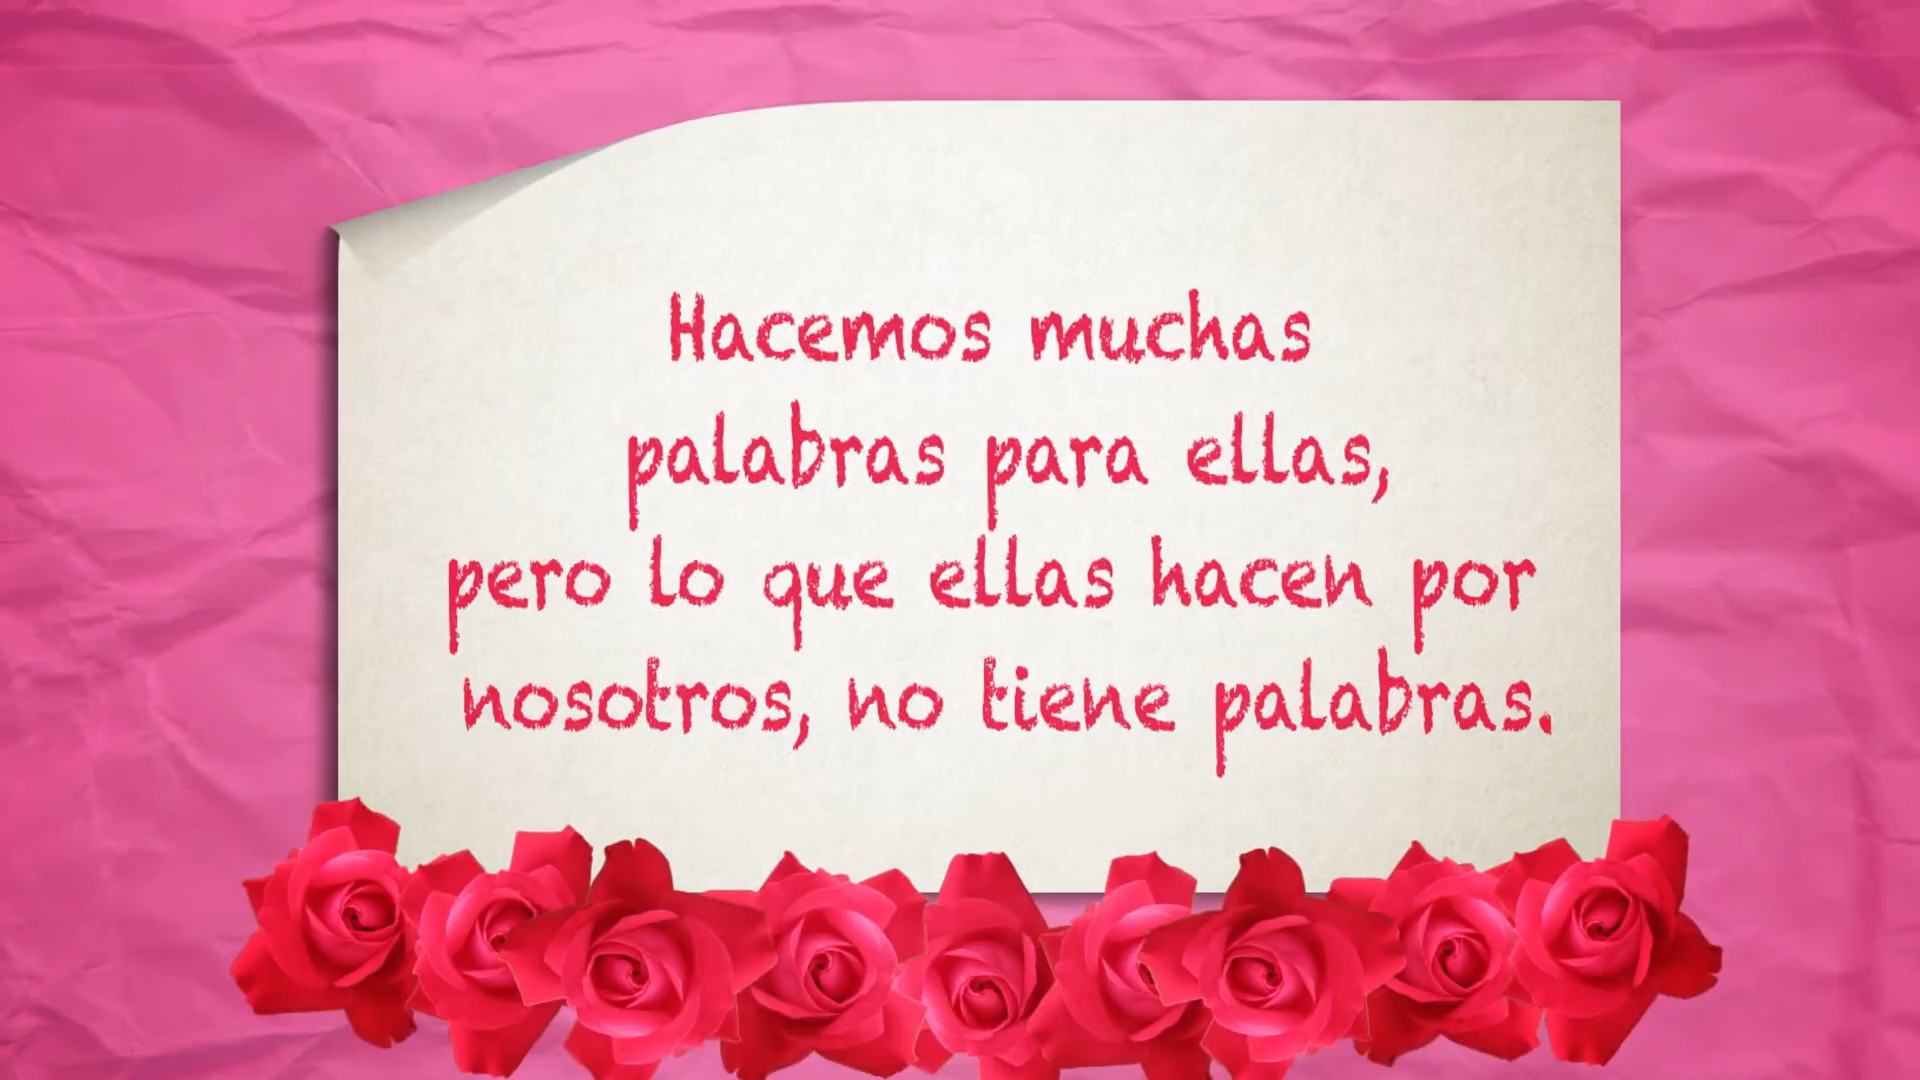 Hacemos muchas
palabras para ellas,
pero lo que ellas hacen por
nosotros, no tiene palabras.